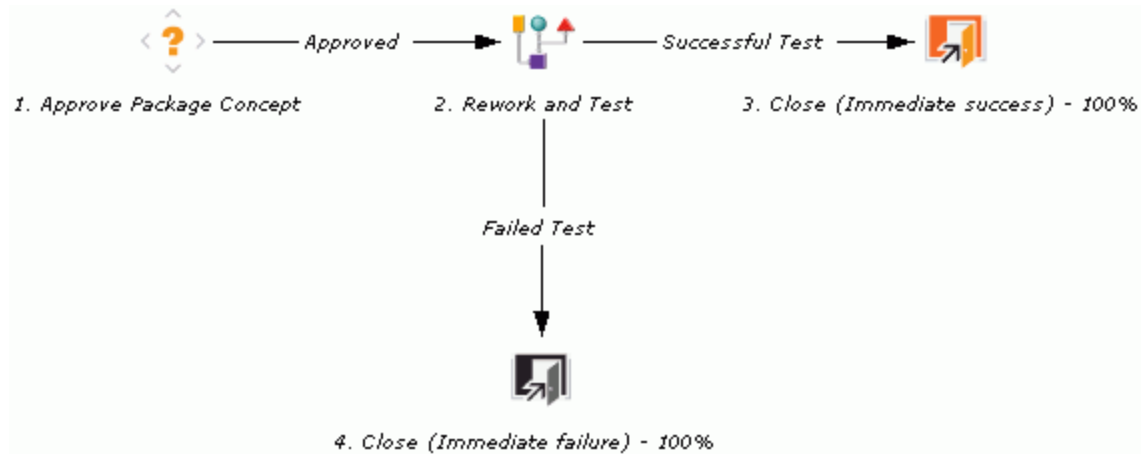 ?
Approved
Successful Test
1. Approve Package Concept
2. Rework and Test
3. Close (Immediate success) - 100%
Failed Test
4. Close (Immediate failure) - 100%